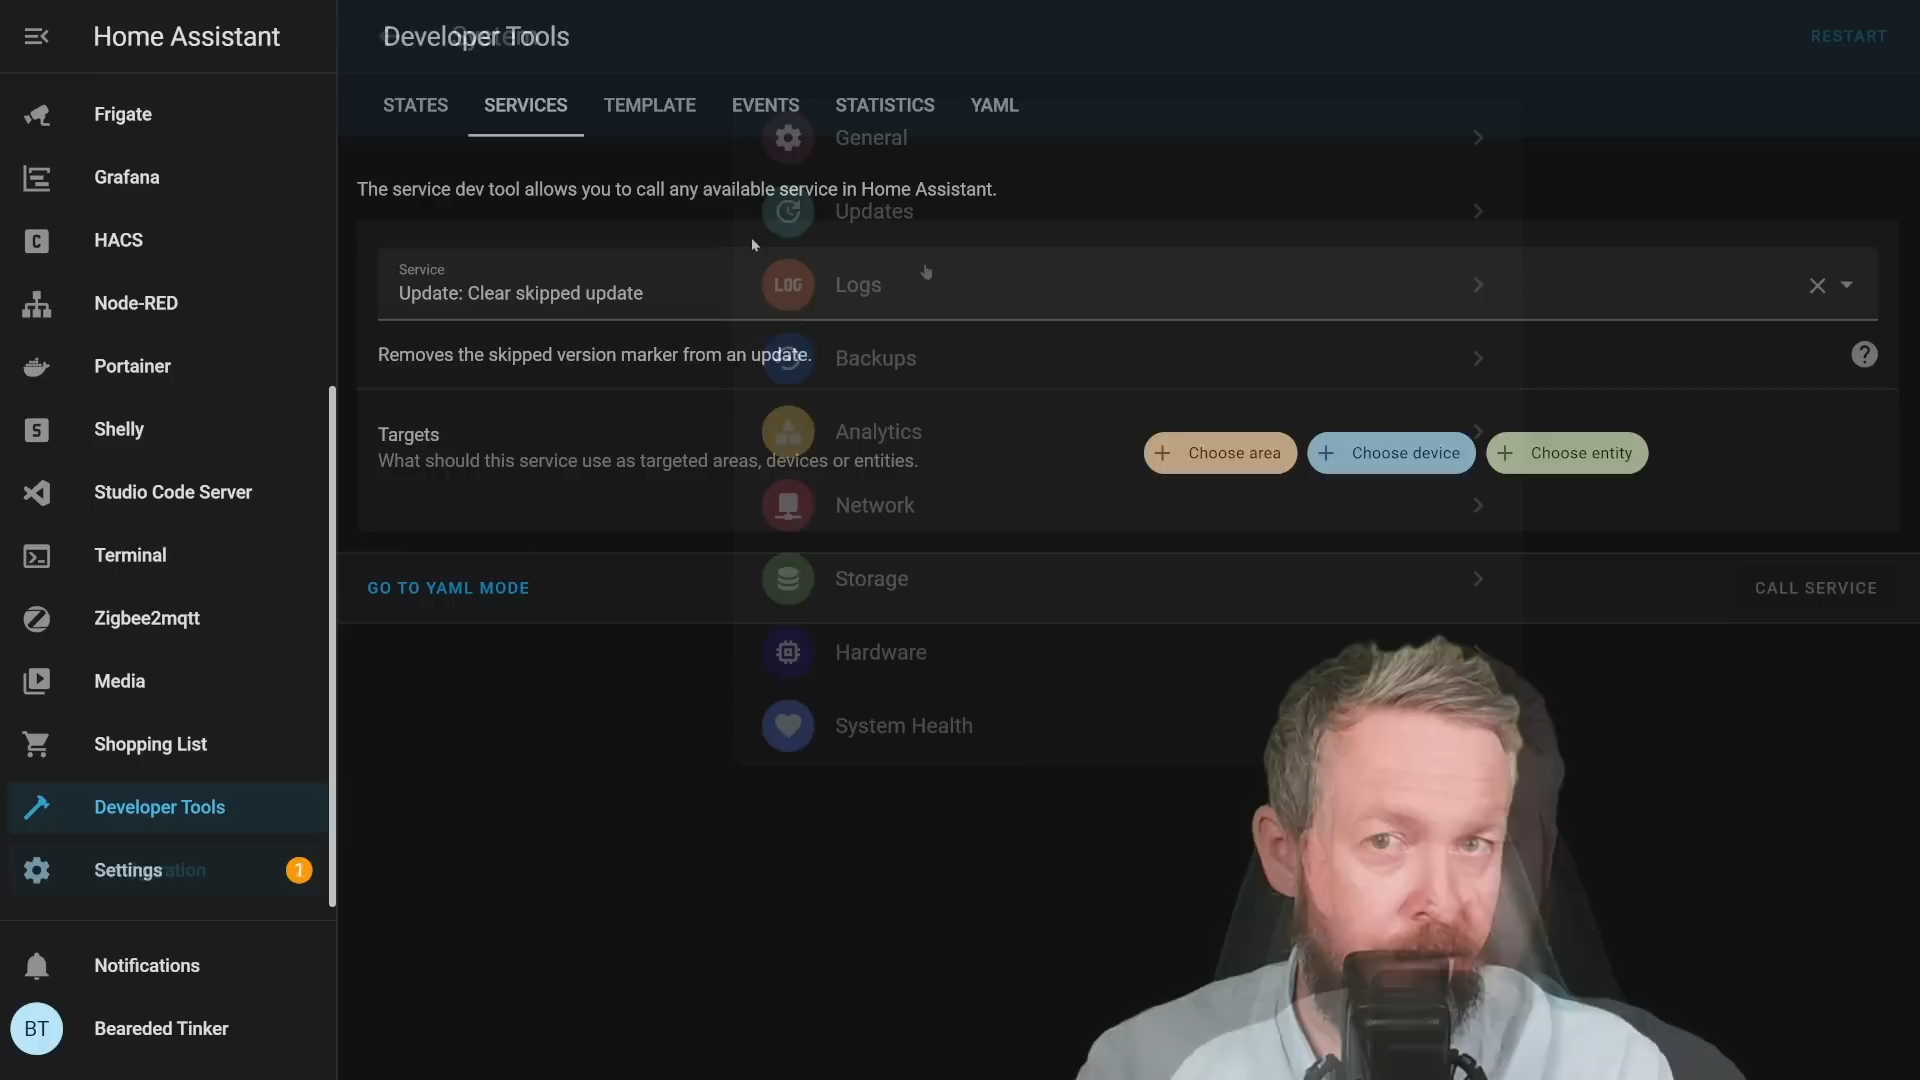 Home Assistant
Frigate
Grafana
HACS
Node-RED
Portainer
Shelly
Studio Code Server
Terminal
Zigbee2mqtt
Media
Shopping List
Developer Tools
Settings
1
Notifications
BT
Bearded Tinker
Developer Tools
System
RESTART
STATES
SERVICES
TEMPLATE
EVENTS
STATISTICS
YAML
The service dev tool allows you to call any available service in Home Assistant.
Service
Update: Clear skipped update
Removes the skipped version marker from an update.
Targets
What should this service use as targeted areas, devices or entities.
Choose area
Choose device
Choose entity
GO TO YAML MODE
CALL SERVICE
General
Updates
LOG
Logs
Backups
Analytics
Network
Storage
Hardware
System Health